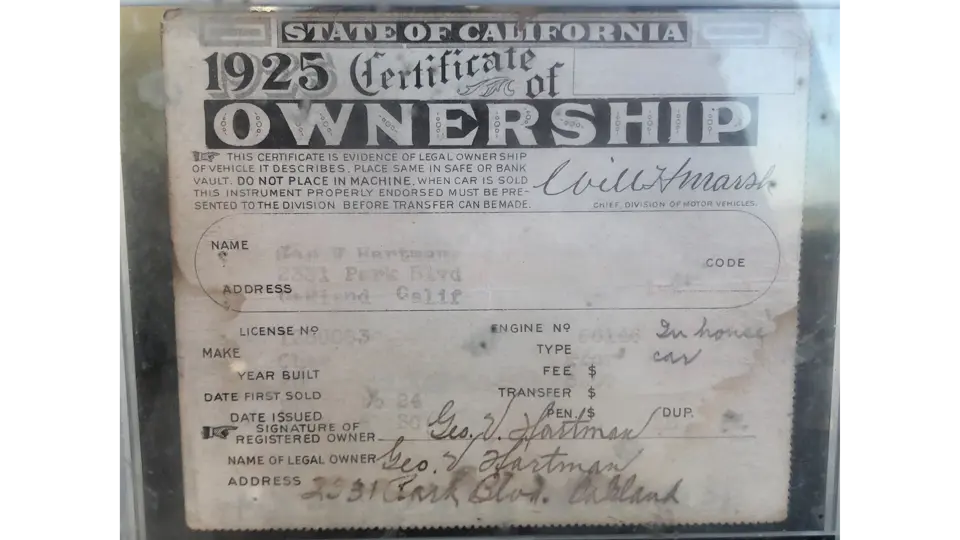 STATE OF CALIFORNIA
1925 Certificate of
OWNERSHIP
THIS CERTIFICATE IS EVIDENCE OF LEGAL OWNERSHIP
OF VEHICLE IT DESCRIBES. PLACE SAME IN SAFE OR BANK
VAULT. DO NOT PLACE IN MACHINE. WHEN CAR IS SOLD
THIS INSTRUMENT PROPERLY ENDORSED MUST BE PRE-
SENTED TO THE DIVISION BEFORE TRANSFER CAN BE MADE.
Will H Marsh
CHIEF, DIVISION OF MOTOR VEHICLES.
NAME
Hartman
2331 Park Blvd
CODE
ADDRESS
Oakland Calif
LICENSE No
ENGINE No
In house
MAKE
TYPE
car
YEAR BUILT
FEE $
DATE FIRST SOLD
24
TRANSFER $
DATE ISSUED
PEN $
DUP.
SIGNATURE OF
REGISTERED OWNER
Geo. V. Hartman
NAME OF LEGAL OWNER Geo. V Hartman
ADDRESS 2331 Park Blvd. Oakland